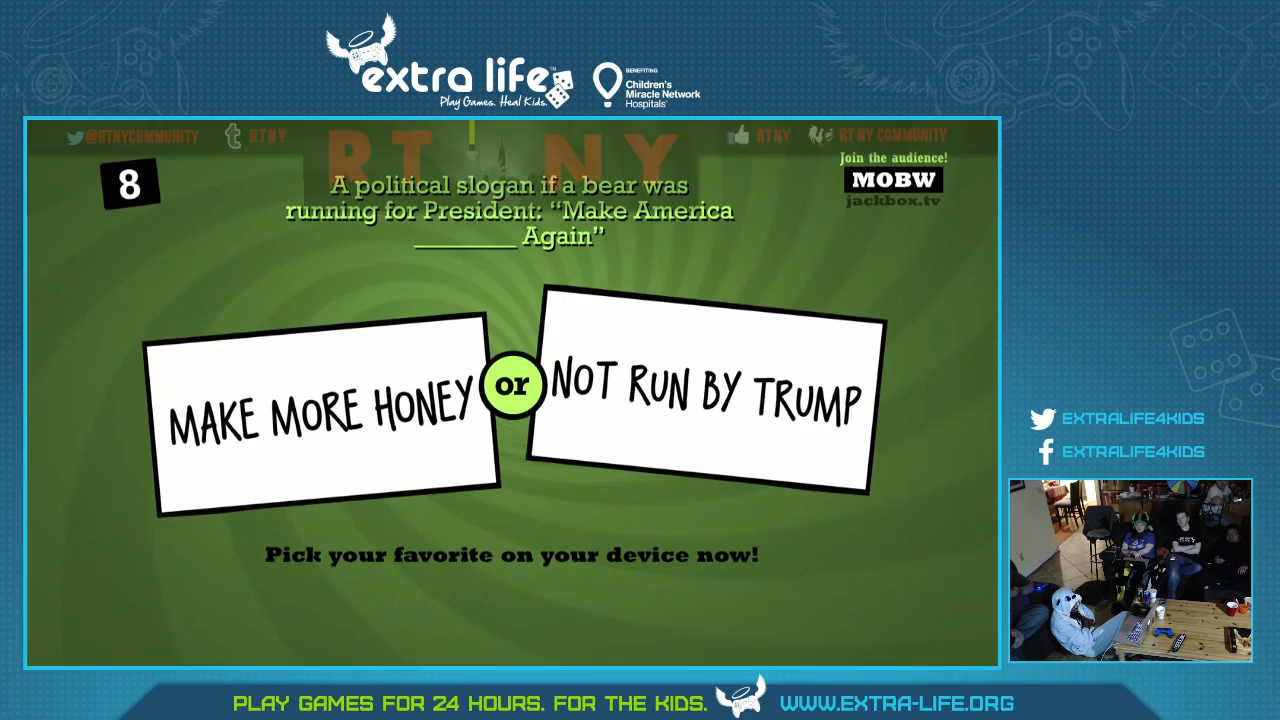 extra life™
Play Games. Heal Kids.
BENEFITING
Children's
Miracle Network
Hospitals
@RTNYCOMMUNITY
RTNY
RT NY
RTNY
RT NY COMMUNITY
8
Join the audience!
MOBW
jackbox.tv
A political slogan if a bear was
running for President: “Make America
________ Again”
MAKE MORE HONEY
or
NOT RUN BY TRUMP
Pick your favorite on your device now!
EXTRALIFE4KIDS
EXTRALIFE4KIDS
PLAY GAMES FOR 24 HOURS. FOR THE KIDS.
WWW.EXTRA-LIFE.ORG